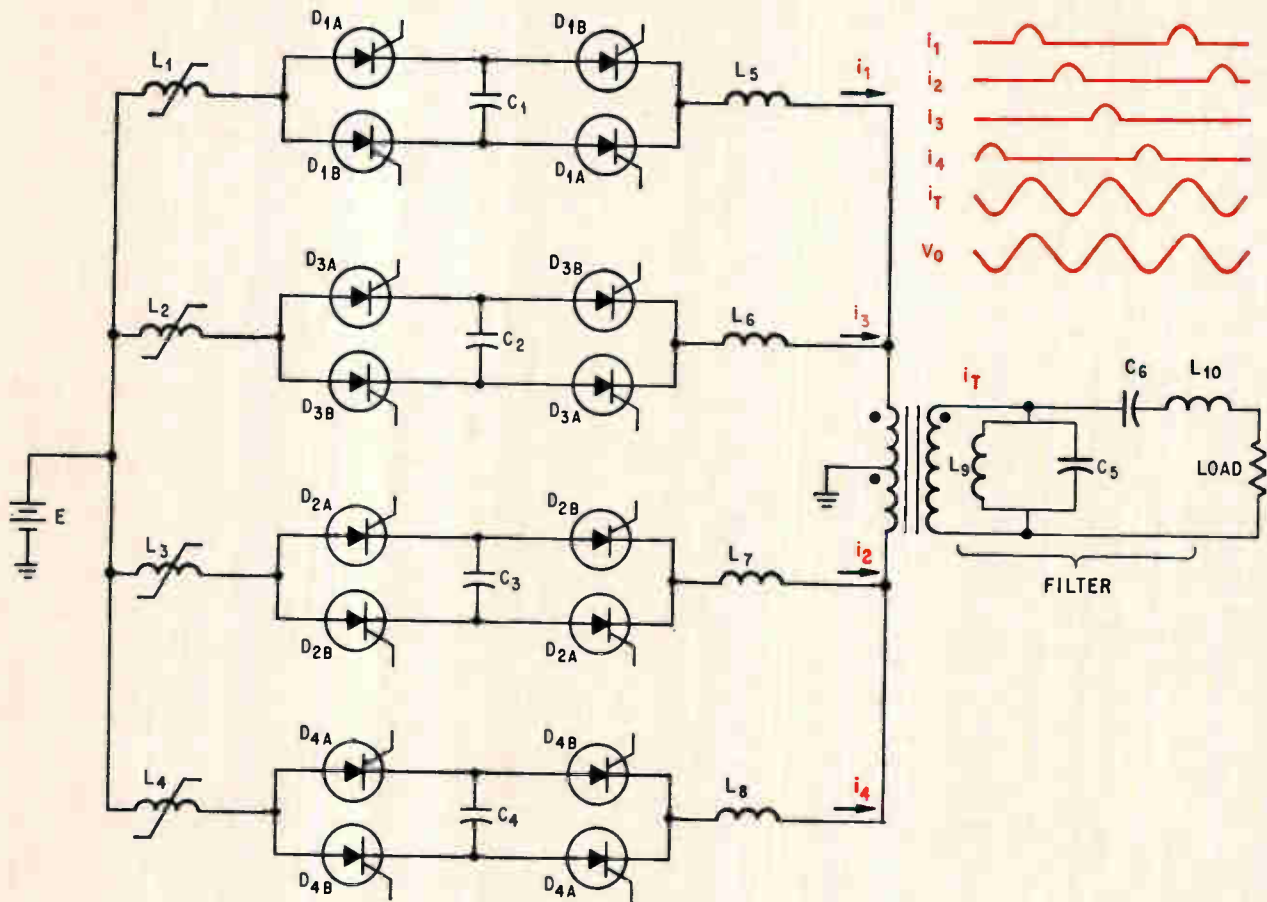 D1A
D1B
L1
C1
L5
i1
D1B
D1A
i1
i2
i3
i4
iT
Vo
D3A
D3B
L2
C2
L6
i3
D3B
D3A
iT
C6
L10
L9
C5
LOAD
FILTER
E
D2A
D2B
L3
C3
L7
i2
D2B
D2A
D4A
D4B
L4
C4
L8
i4
D4B
D4A